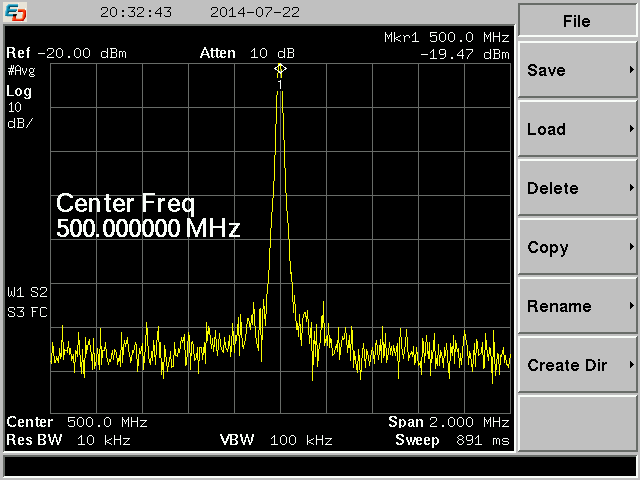 ED 20:32:43 2014-07-22 File
Mkr1 500.0 MHz
Ref -20.00 dBm Atten 10 dB -19.47 dBm
#Avg
Log
10
dB/
1
Center Freq
500.000000 MHz
W1 S2
S3 FC
Center 500.0 MHz Span 2.000 MHz
Res BW 10 kHz VBW 100 kHz Sweep 891 ms
Save
Load
Delete
Copy
Rename
Create Dir